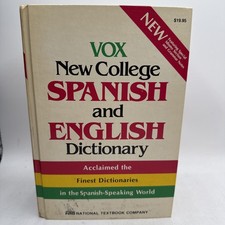 NEW
$19.95
VOX
New College
SPANISH
and
ENGLISH
Dictionary
Acclaimed the
Finest Dictionaries
in the Spanish-Speaking World
NATIONAL TEXTBOOK COMPANY